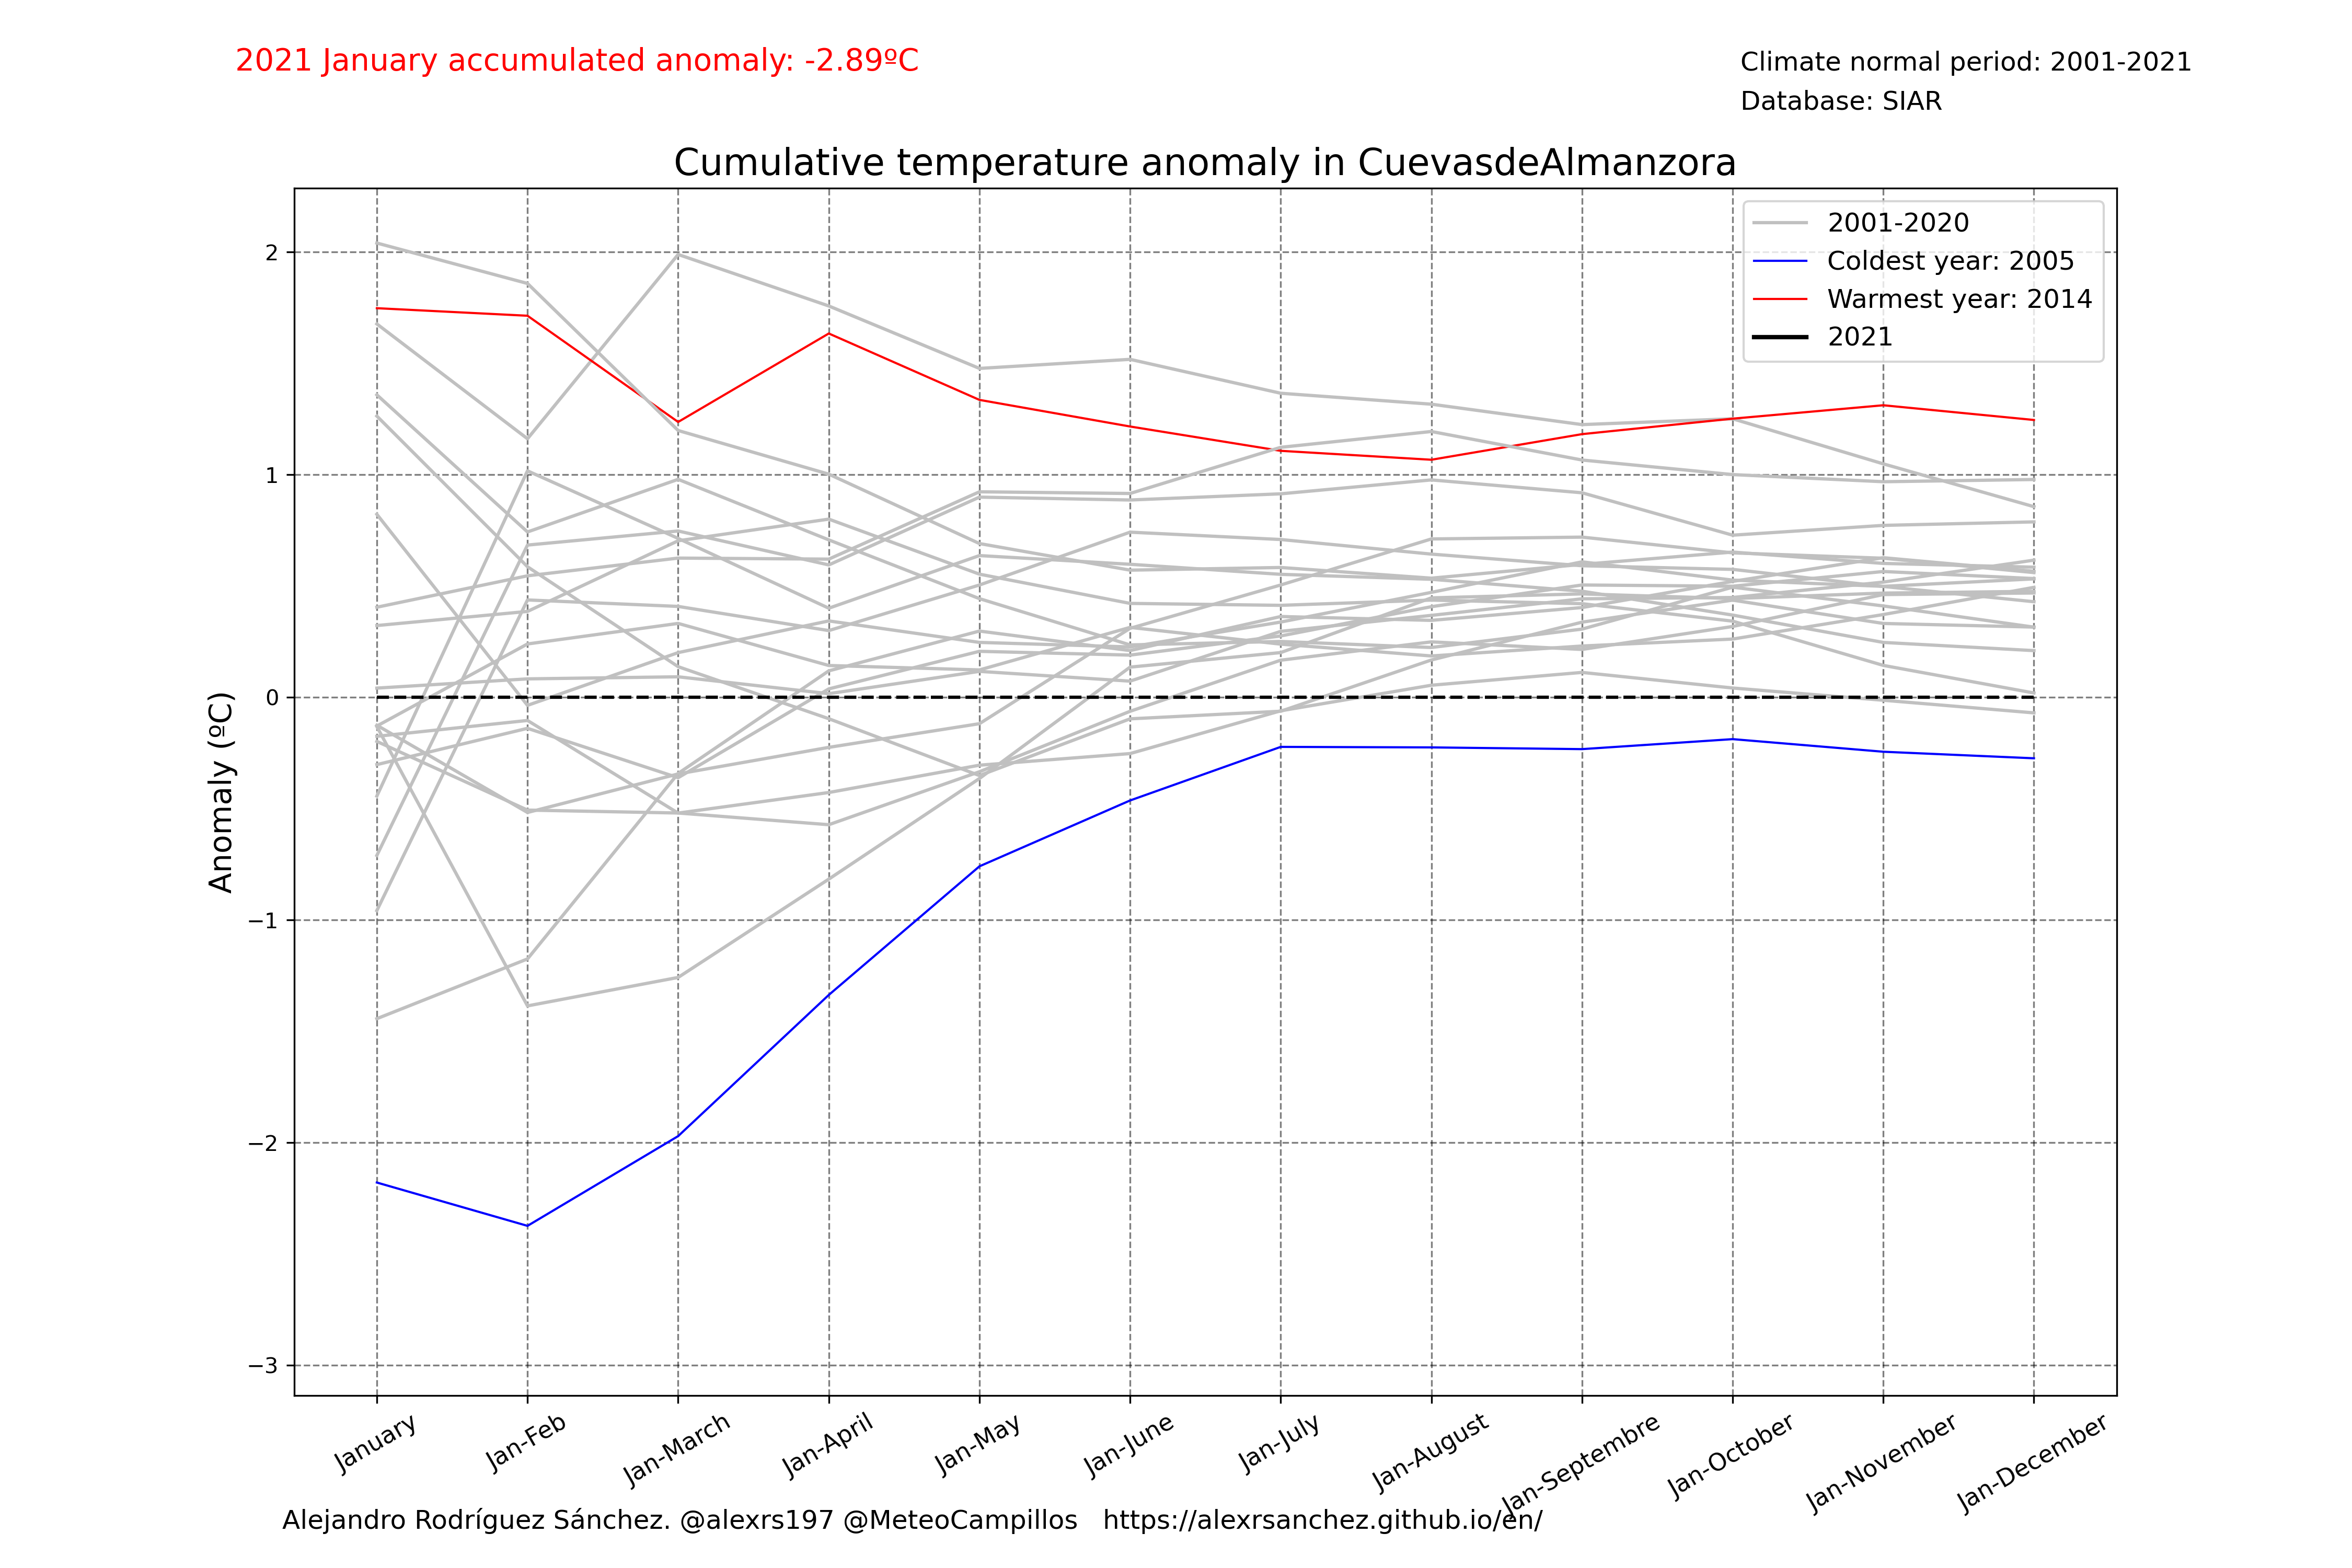 2021 January accumulated anomaly: -2.89ºC
Climate normal period: 2001-2021
Database: SIAR
Cumulative temperature anomaly in CuevasdeAlmanzora
2001-2020
Coldest year: 2005
Warmest year: 2014
2021
Anomaly (ºC)
2
1
0
−1
−2
−3
January
Jan-Feb
Jan-March
Jan-April
Jan-May
Jan-June
Jan-July
Jan-August
Jan-Septembre
Jan-October
Jan-November
Jan-December
Alejandro Rodríguez Sánchez. @alexrs197 @MeteoCampillos   https://alexrsanchez.github.io/en/